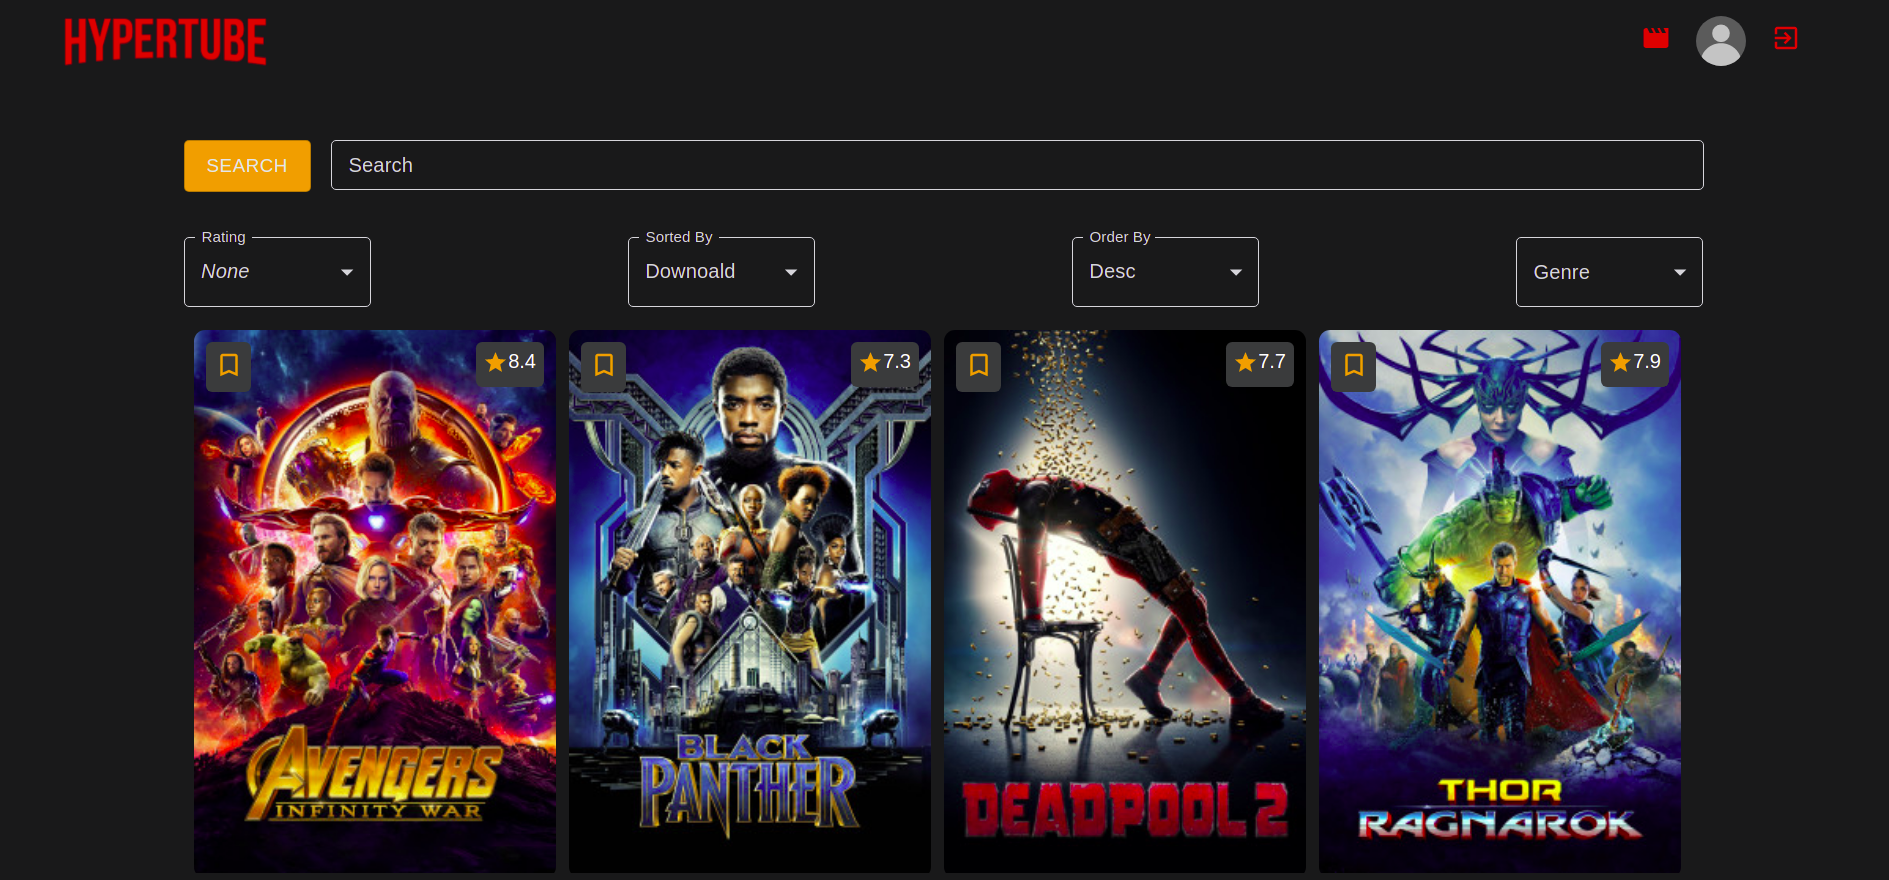 HYPERTUBE
SEARCH
Search
Rating
None
Sorted By
Downoald
Order By
Desc
Genre
8.4
7.3
7.7
7.9
AVENGERS
INFINITY WAR
BLACK
PANTHER
DEADPOOL 2
THOR
RAGNAROK